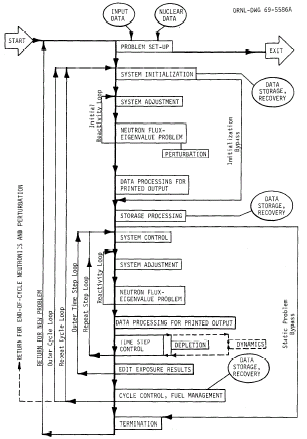 ORNL-DWG 69-5586A
INPUT
DATA
NUCLEAR
DATA
START
PROBLEM SET-UP
EXIT
SYSTEM INITIALIZATION
DATA
STORAGE,
RECOVERY
SYSTEM ADJUSTMENT
Initial
Reactivity Loop
NEUTRON FLUX-
EIGENVALUE PROBLEM
PERTURBATION
Initialization
Bypass
DATA PROCESSING FOR
PRINTED OUTPUT
DATA
STORAGE,
RECOVERY
STORAGE PROCESSING
SYSTEM CONTROL
SYSTEM ADJUSTMENT
NEUTRON FLUX-
EIGENVALUE PROBLEM
DATA PROCESSING FOR PRINTED OUTPUT
TIME STEP
CONTROL
DEPLETION
DYNAMICS
EDIT EXPOSURE RESULTS
DATA
STORAGE,
RECOVERY
CYCLE CONTROL, FUEL MANAGEMENT
TERMINATION
RETURN FOR END-OF-CYCLE NEUTRONICS AND PERTURBATION
RETURN FOR NEW PROBLEM
Outer Cycle Loop
Repeat Cycle Loop
Outer Time Step Loop
Repeat Step Loop
Reactivity Loop
Static Problem
Bypass